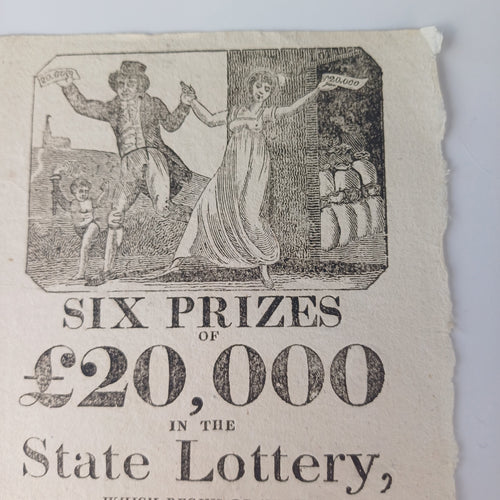 20,000
£20,000
SIX PRIZES
OF
£20,000
IN THE
State Lottery,